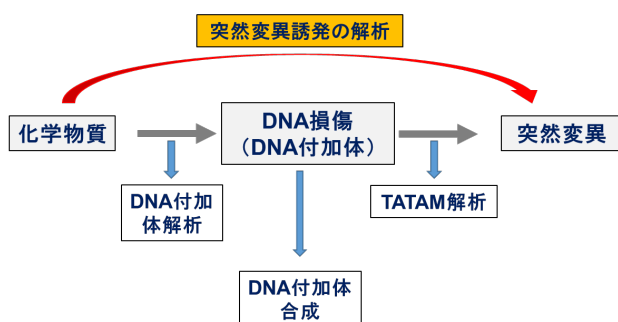 突然変異誘発の解析
化学物質
DNA損傷
（DNA付加体）
突然変異
DNA付加
体解析
TATAM解析
DNA付加体
合成